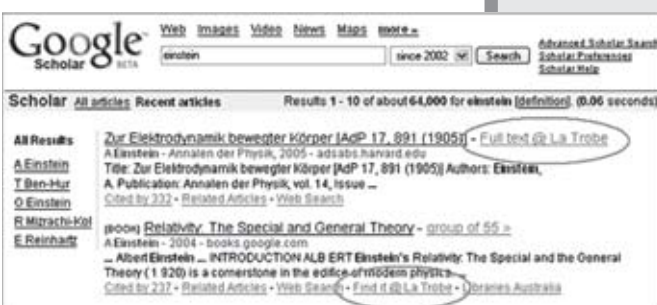 Google
Scholar BETA
Web Images Video News Maps more »
einstein
since 2002
Search
Advanced Scholar Search
Scholar Preferences
Scholar Help
Scholar All articles Recent articles Results 1 - 10 of about 64,000 for einstein [definition]. (0.06 seconds)
All Results
A Einstein
T Ben-Hur
O Einstein
R Mizrachi-Kol
E Reinhartz
Zur Elektrodynamik bewegter Körper [AdP 17, 891 (1905)] - Full text @ La Trobe
A Einstein - Annalen der Physik, 2005 - adsabs.harvard.edu
Title: Zur Elektrodynamik bewegter Körper [AdP 17, 891 (1905)] Authors: Einstein,
A. Publication: Annalen der Physik, vol. 14, Issue ...
Cited by 332 - Related Articles - Web Search
[BOOK] Relativity: The Special and General Theory - group of 55 »
A Einstein - 2004 - books.google.com
... Albert Einstein ... INTRODUCTION ALB ERT Einstein's Relativity: The Special and the General
Theory ( 1 920) is a cornerstone in the edifice of modern physics. ...
Cited by 237 - Related Articles - Web Search - Find it @ La Trobe - Libraries Australia